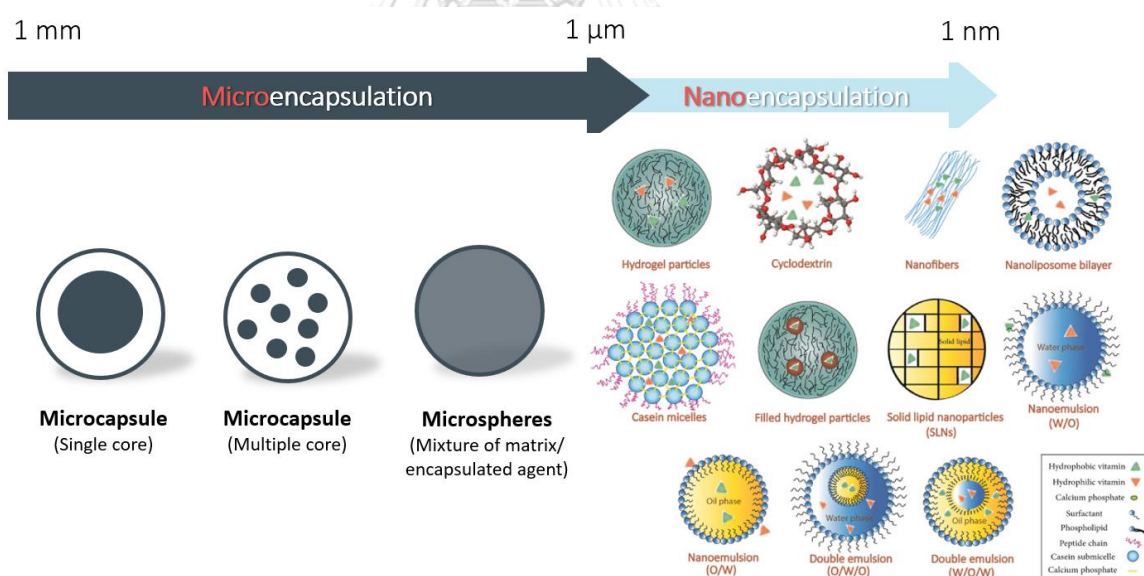 1 mm
1 µm
1 nm
Microencapsulation
Nanoencapsulation
Hydrogel particles
Cyclodextrin
Nanofibers
Nanoliposome bilayer
Microcapsule
(Single core)
Microcapsule
(Multiple core)
Microspheres
(Mixture of matrix/
encapsulated agent)
Casein micelles
Filled hydrogel particles
Solid lipid
Solid lipid nanoparticles
(SLNs)
Water phase
Nanoemulsion
(W/O)
Oil phase
Nanoemulsion
(O/W)
Water phase
Double emulsion
(O/W/O)
Oil phase
Double emulsion
(W/O/W)
Hydrophobic vitamin
Hydrophilic vitamin
Calcium phosphate
Surfactant
Phospholipid
Peptide chain
Casein submicelle
Calcium phosphate